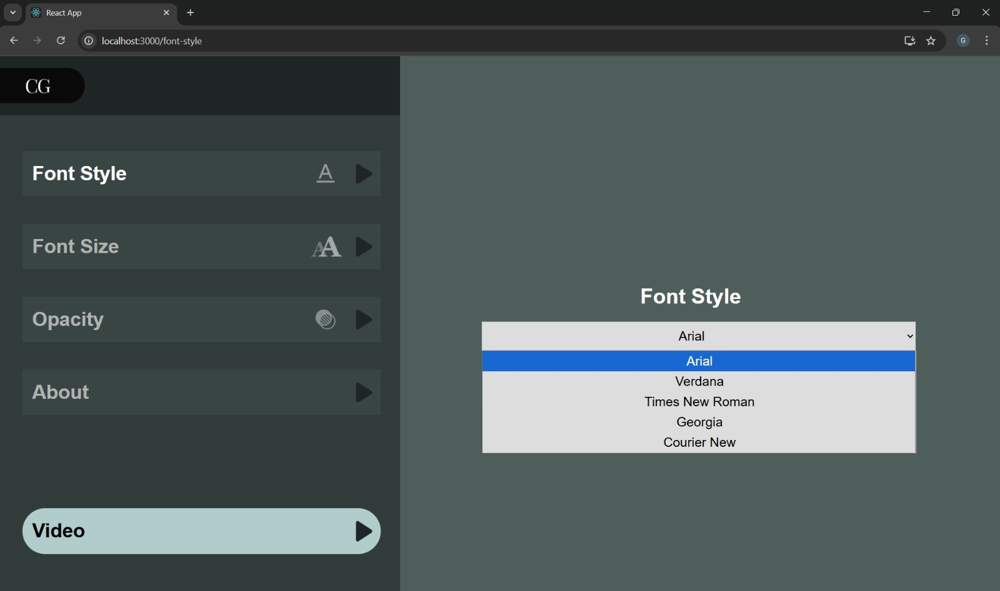 React App
localhost:3000/font-style
G
CG
Font Style
A
Font Size
AA
Opacity
About
Video
Font Style
Arial
Arial
Verdana
Times New Roman
Georgia
Courier New